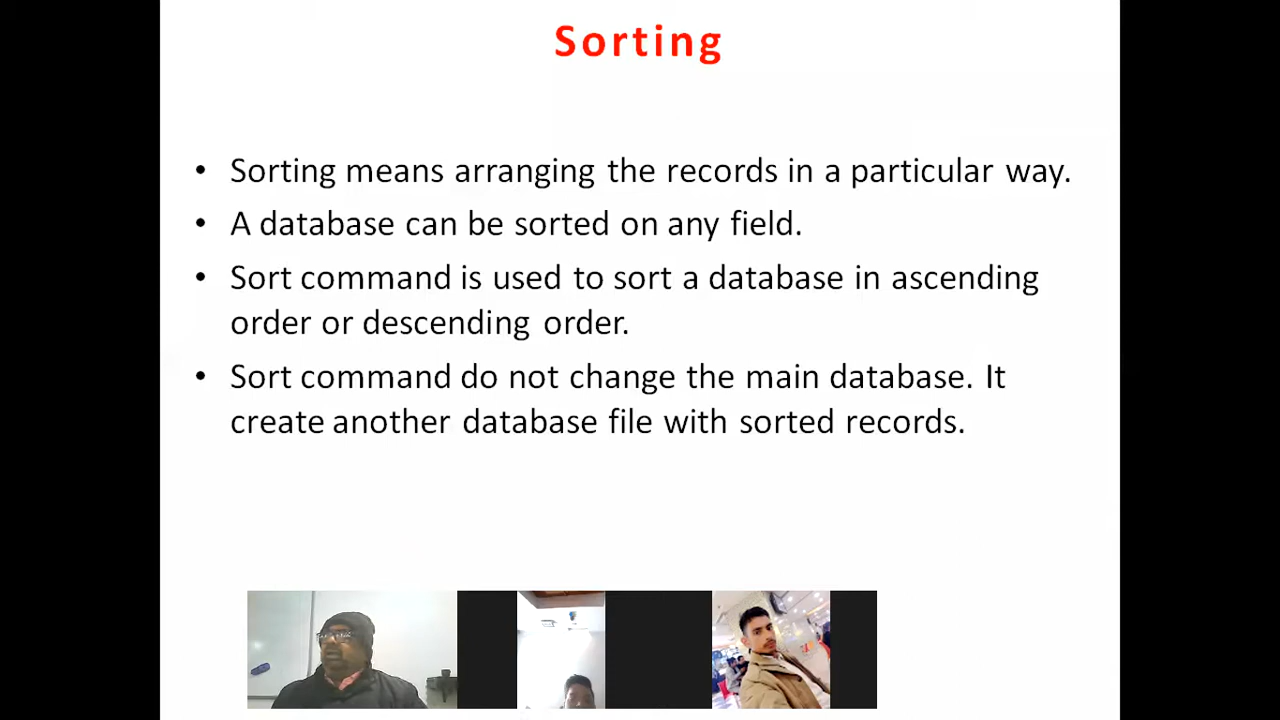 Sorting
• Sorting means arranging the records in a particular way.
• A database can be sorted on any field.
• Sort command is used to sort a database in ascending
order or descending order.
• Sort command do not change the main database. It
create another database file with sorted records.